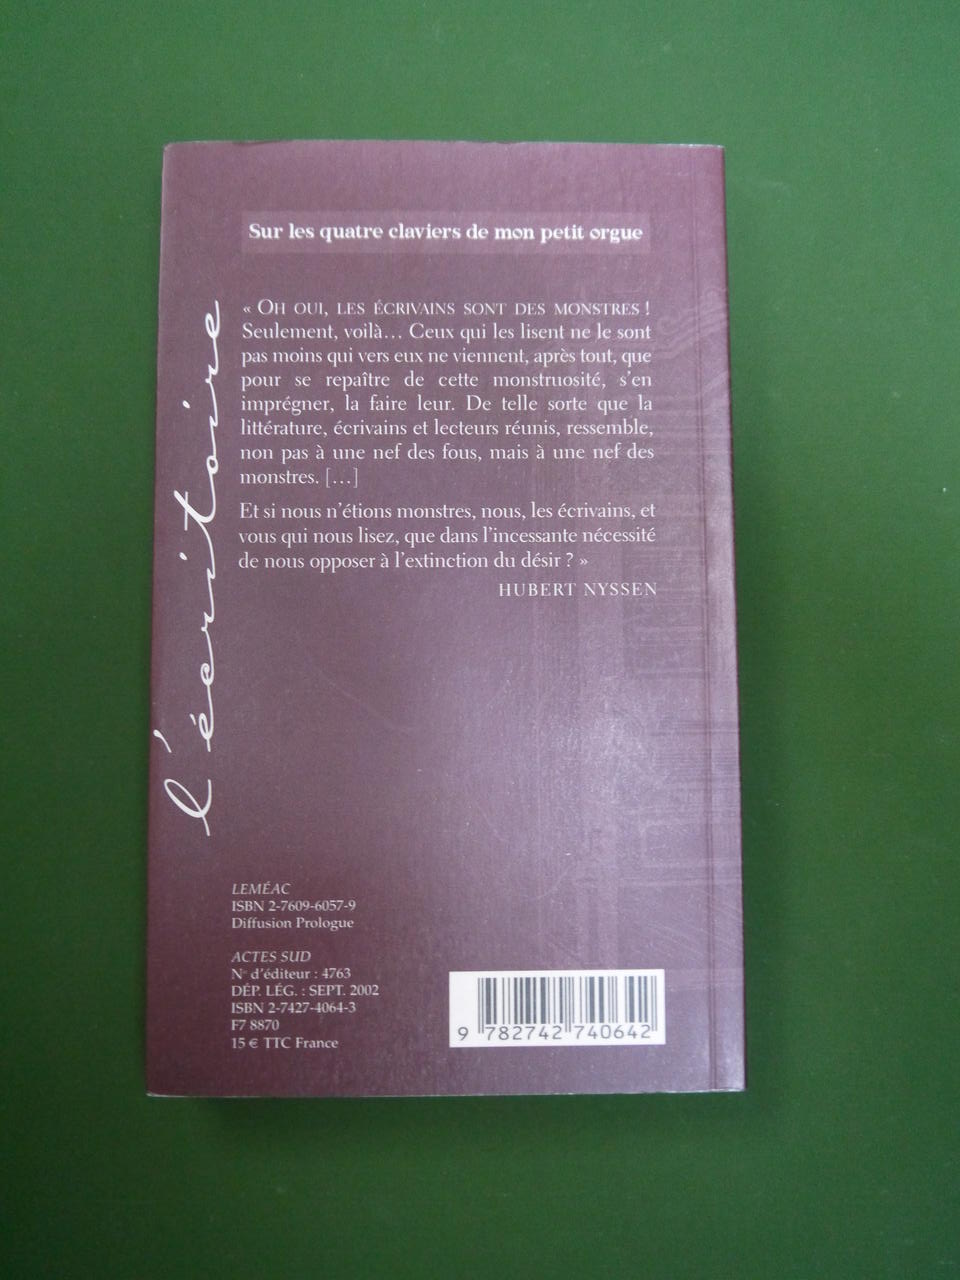 Sur les quatre claviers de mon petit orgue
l'écritoire
« OH OUI, LES ÉCRIVAINS SONT DES MONSTRES !
Seulement, voilà… Ceux qui les lisent ne le sont
pas moins qui vers eux ne viennent, après tout, que
pour se repaître de cette monstruosité, s'en
imprégner, la faire leur. De telle sorte que la
littérature, écrivains et lecteurs réunis, ressemble,
non pas à une nef des fous, mais à une nef des
monstres. […]
Et si nous n'étions monstres, nous, les écrivains, et
vous qui nous lisez, que dans l'incessante nécessité
de nous opposer à l'extinction du désir ? »
HUBERT NYSSEN
LEMÉAC
ISBN 2-7609-6057-9
Diffusion Prologue
ACTES SUD
Nº d'éditeur : 4763
DÉP. LÉG. : SEPT. 2002
ISBN 2-7427-4064-3
F7 8870
15 € TTC France
9 782742 740642